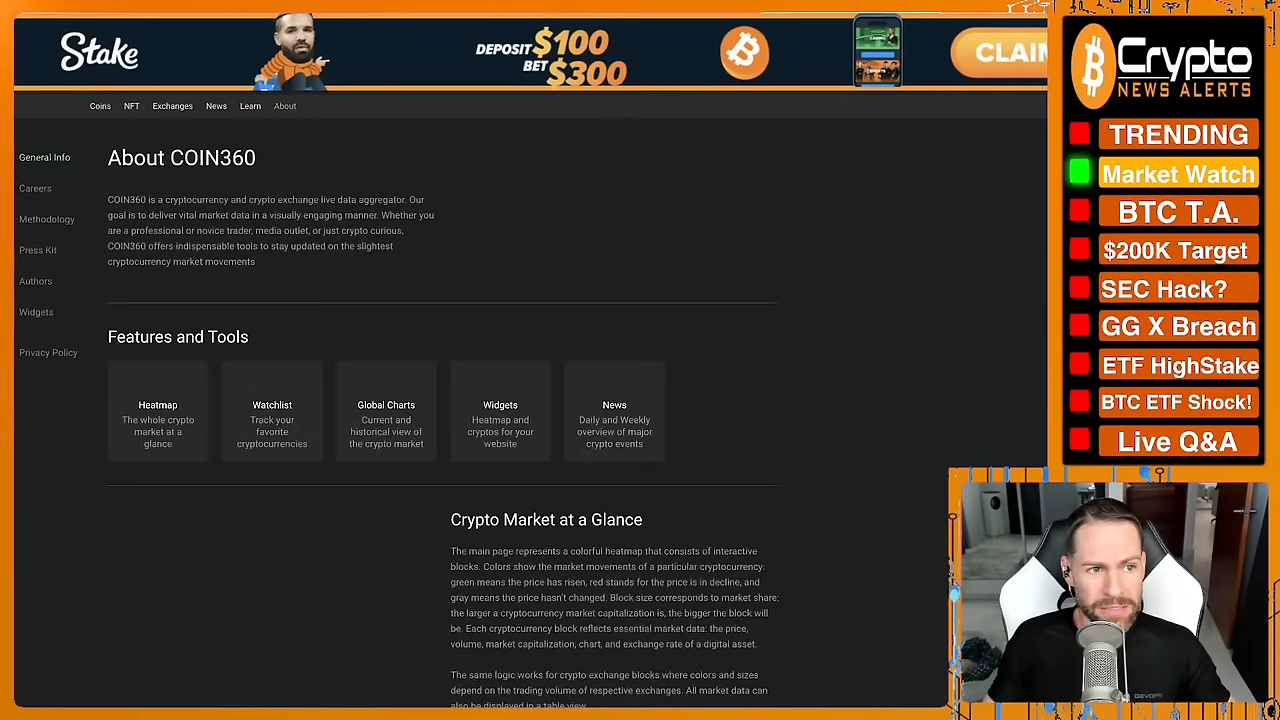 Stake
DEPOSIT $100
BET $300
CLAIM
Coins NFT Exchanges News Learn About
General Info
Careers
Methodology
Press Kit
Authors
Widgets
Privacy Policy
About COIN360
COIN360 is a cryptocurrency and crypto exchange live data aggregator. Our
goal is to deliver vital market data in a visually engaging manner. Whether you
are a professional or novice trader, media outlet, or just crypto curious,
COIN360 offers indispensable tools to stay updated on the slightest
cryptocurrency market movements
Features and Tools
Heatmap
The whole crypto
market at a
glance
Watchlist
Track your
favorite
cryptocurrencies
Global Charts
Current and
historical view of
the crypto market
Widgets
Heatmap and
cryptos for your
website
News
Daily and Weekly
overview of major
crypto events
Crypto Market at a Glance
The main page represents a colorful heatmap that consists of interactive
blocks. Colors show the market movements of a particular cryptocurrency:
green means the price has risen, red stands for the price is in decline, and
gray means the price hasn't changed. Block size corresponds to market share:
the larger a cryptocurrency market capitalization is, the bigger the block will
be. Each cryptocurrency block reflects essential market data: the price,
volume, market capitalization, chart, and exchange rate of a digital asset.
The same logic works for crypto exchange blocks where colors and sizes
depend on the trading volume of respective exchanges. All market data can
also be displayed in a table view.
Crypto
NEWS ALERTS
TRENDING
Market Watch
BTC T.A.
$200K Target
SEC Hack?
GG X Breach
ETF HighStake
BTC ETF Shock!
Live Q&A